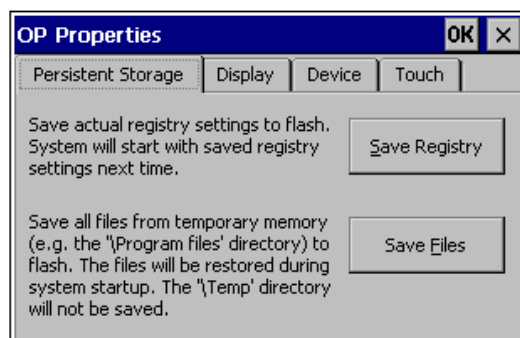 OP Properties OK ×
Persistent Storage Display Device Touch
Save actual registry settings to flash.
System will start with saved registry
settings next time.
Save Registry
Save all files from temporary memory
(e.g. the "\Program files' directory) to
flash. The files will be restored during
system startup. The "\Temp' directory
will not be saved.
Save Files